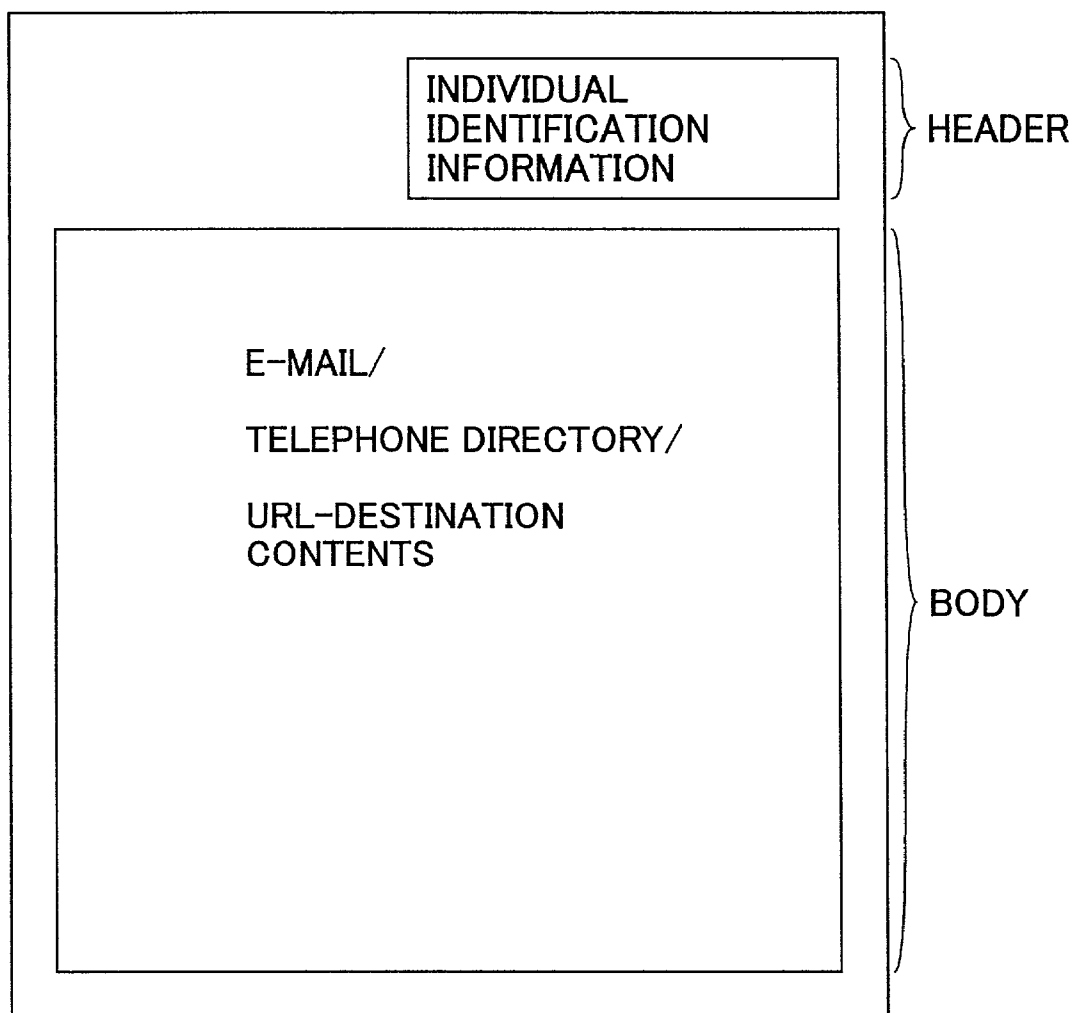 INDIVIDUAL
IDENTIFICATION
INFORMATION
HEADER
E-MAIL/
TELEPHONE DIRECTORY/
URL-DESTINATION
CONTENTS
BODY